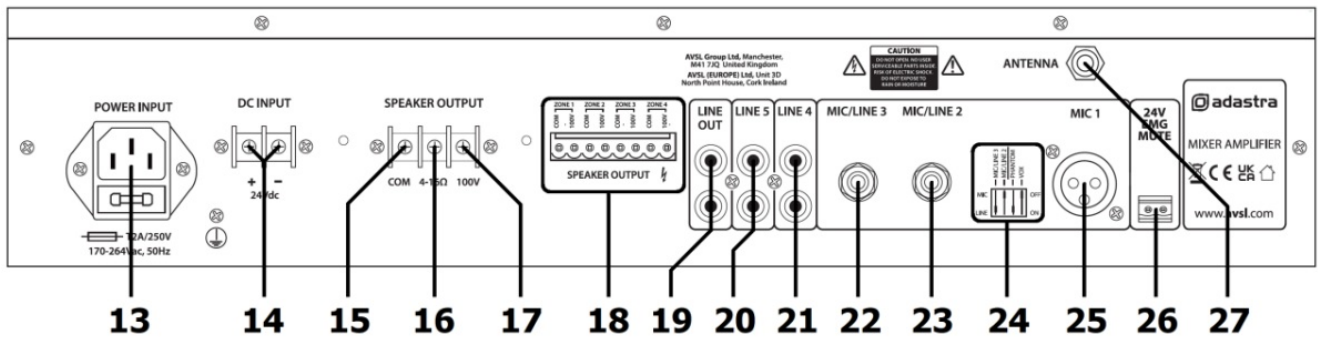 AVSL Group Ltd, Manchester,
M41 7JQ United Kingdom
AVSL (EUROPE) Ltd, Unit 3D
North Point House, Cork Ireland
CAUTION
DO NOT OPEN. NO USER
SERVICEABLE PARTS INSIDE
RISK OF ELECTRIC SHOCK
DO NOT EXPOSE TO
RAIN OR MOISTURE
ANTENNA
POWER INPUT
T2A/250V
170-264Vac, 50Hz
DC INPUT
+ −
24Vdc
SPEAKER OUTPUT
COM 4-16Ω 100V
ZONE 1 ZONE 2 ZONE 3 ZONE 4
COM - 100V COM - 100V COM - 100V COM - 100V
SPEAKER OUTPUT
LINE
OUT
LINE 5
LINE 4
MIC/LINE 3
MIC/LINE 2
MIC/LINE 3
MIC/LINE 2
PHANTOM
VOX
MIC OFF
LINE ON
MIC 1
24V
EMG
MUTE
adastra
MIXER AMPLIFIER
CE UK
CA
www.avsl.com
13 14 15 16 17 18 19 20 21 22 23 24 25 26 27